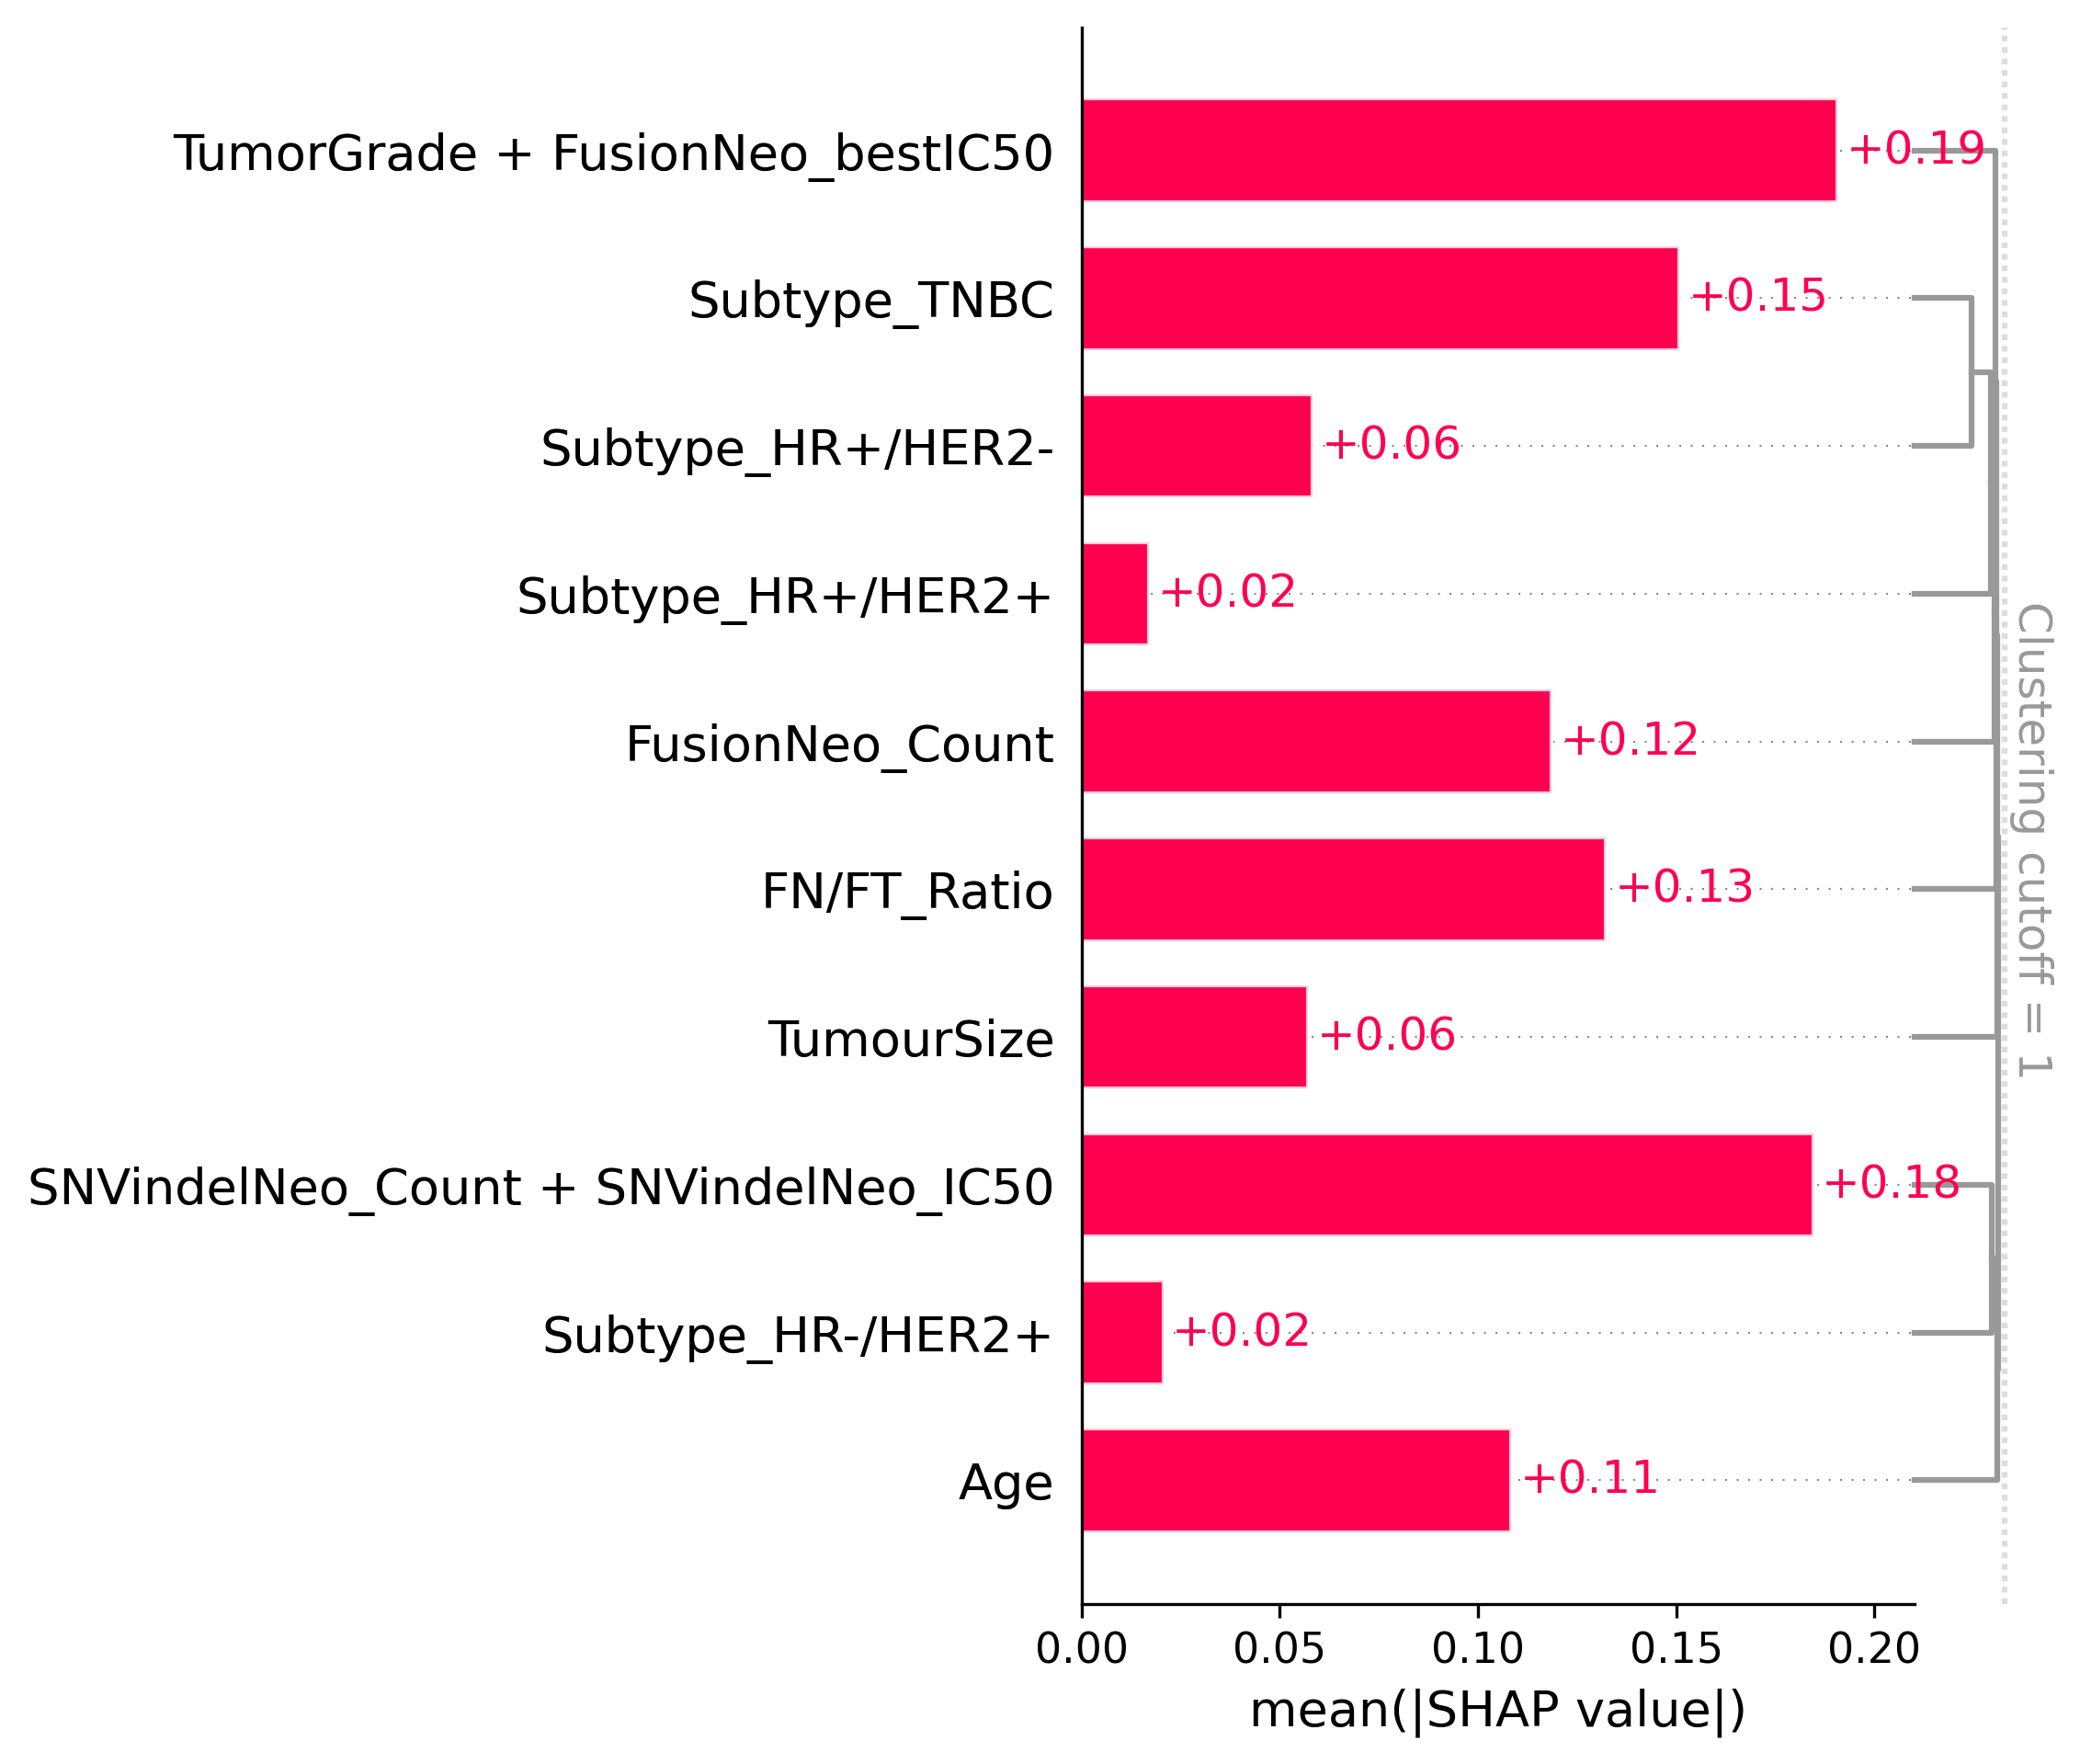 TumorGrade + FusionNeo_bestIC50 +0.19
Subtype_TNBC +0.15
Subtype_HR+/HER2- +0.06
Subtype_HR+/HER2+ +0.02
FusionNeo_Count +0.12
FN/FT_Ratio +0.13
TumourSize +0.06
SNVindelNeo_Count + SNVindelNeo_IC50 +0.18
Subtype_HR-/HER2+ +0.02
Age +0.11
Clustering cutoff = 1
0.00 0.05 0.10 0.15 0.20
mean(|SHAP value|)